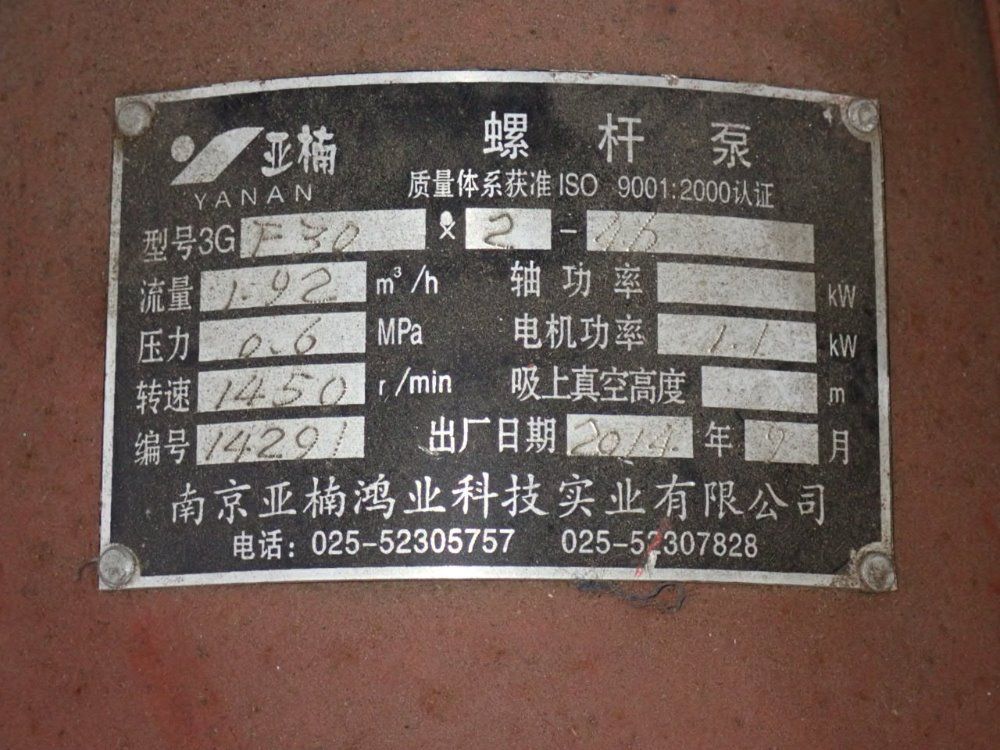 亚楠 螺杆泵
YANAN 质量体系获准ISO 9001:2000认证
型号3G F30 × 2 -
流量 1.92 m³/h 轴功率 kW
压力 0.6 MPa 电机功率 1.1 kW
转速 1450 r/min 吸上真空高度 m
编号 14291 出厂日期 2014 年 9 月
南京亚楠鸿业科技实业有限公司
电话：025-52305757 025-52307828